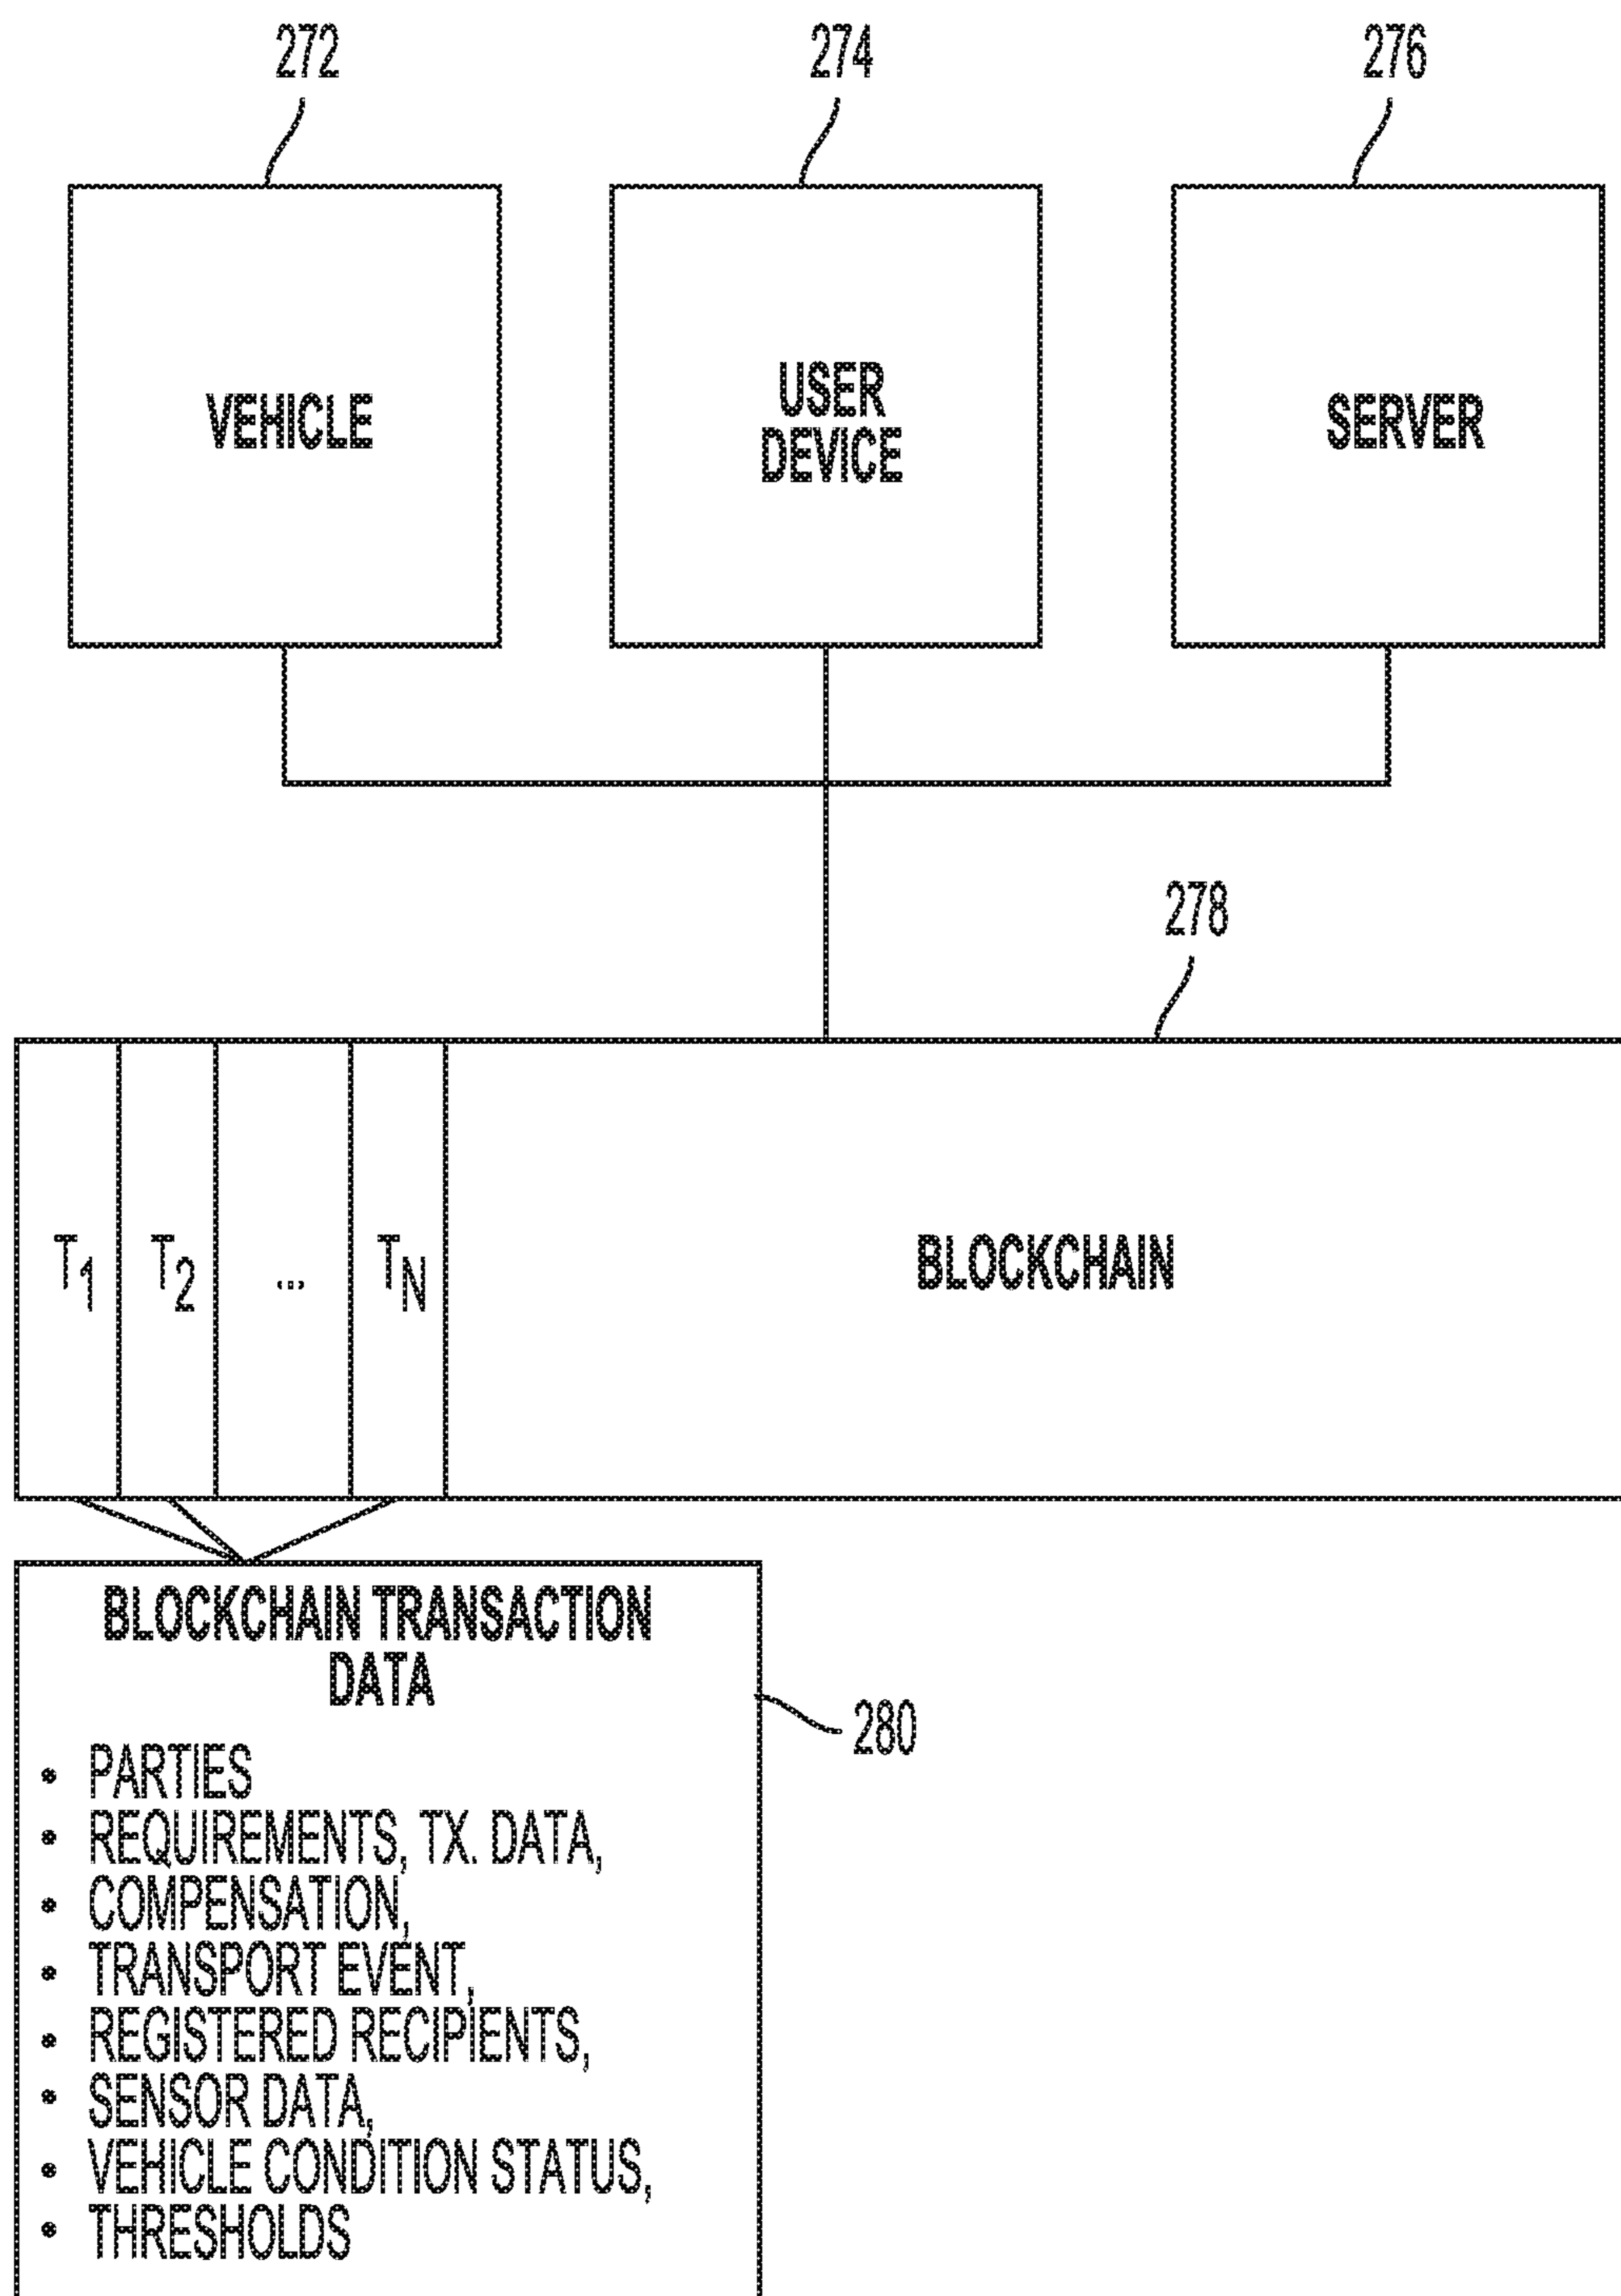 272
274
276
VEHICLE
USER
DEVICE
SERVER
278
T1
T2
...
TN
BLOCKCHAIN
BLOCKCHAIN TRANSACTION
DATA
280
• PARTIES
• REQUIREMENTS, TX. DATA,
• COMPENSATION,
• TRANSPORT EVENT,
• REGISTERED RECIPIENTS,
• SENSOR DATA,
• VEHICLE CONDITION STATUS,
• THRESHOLDS